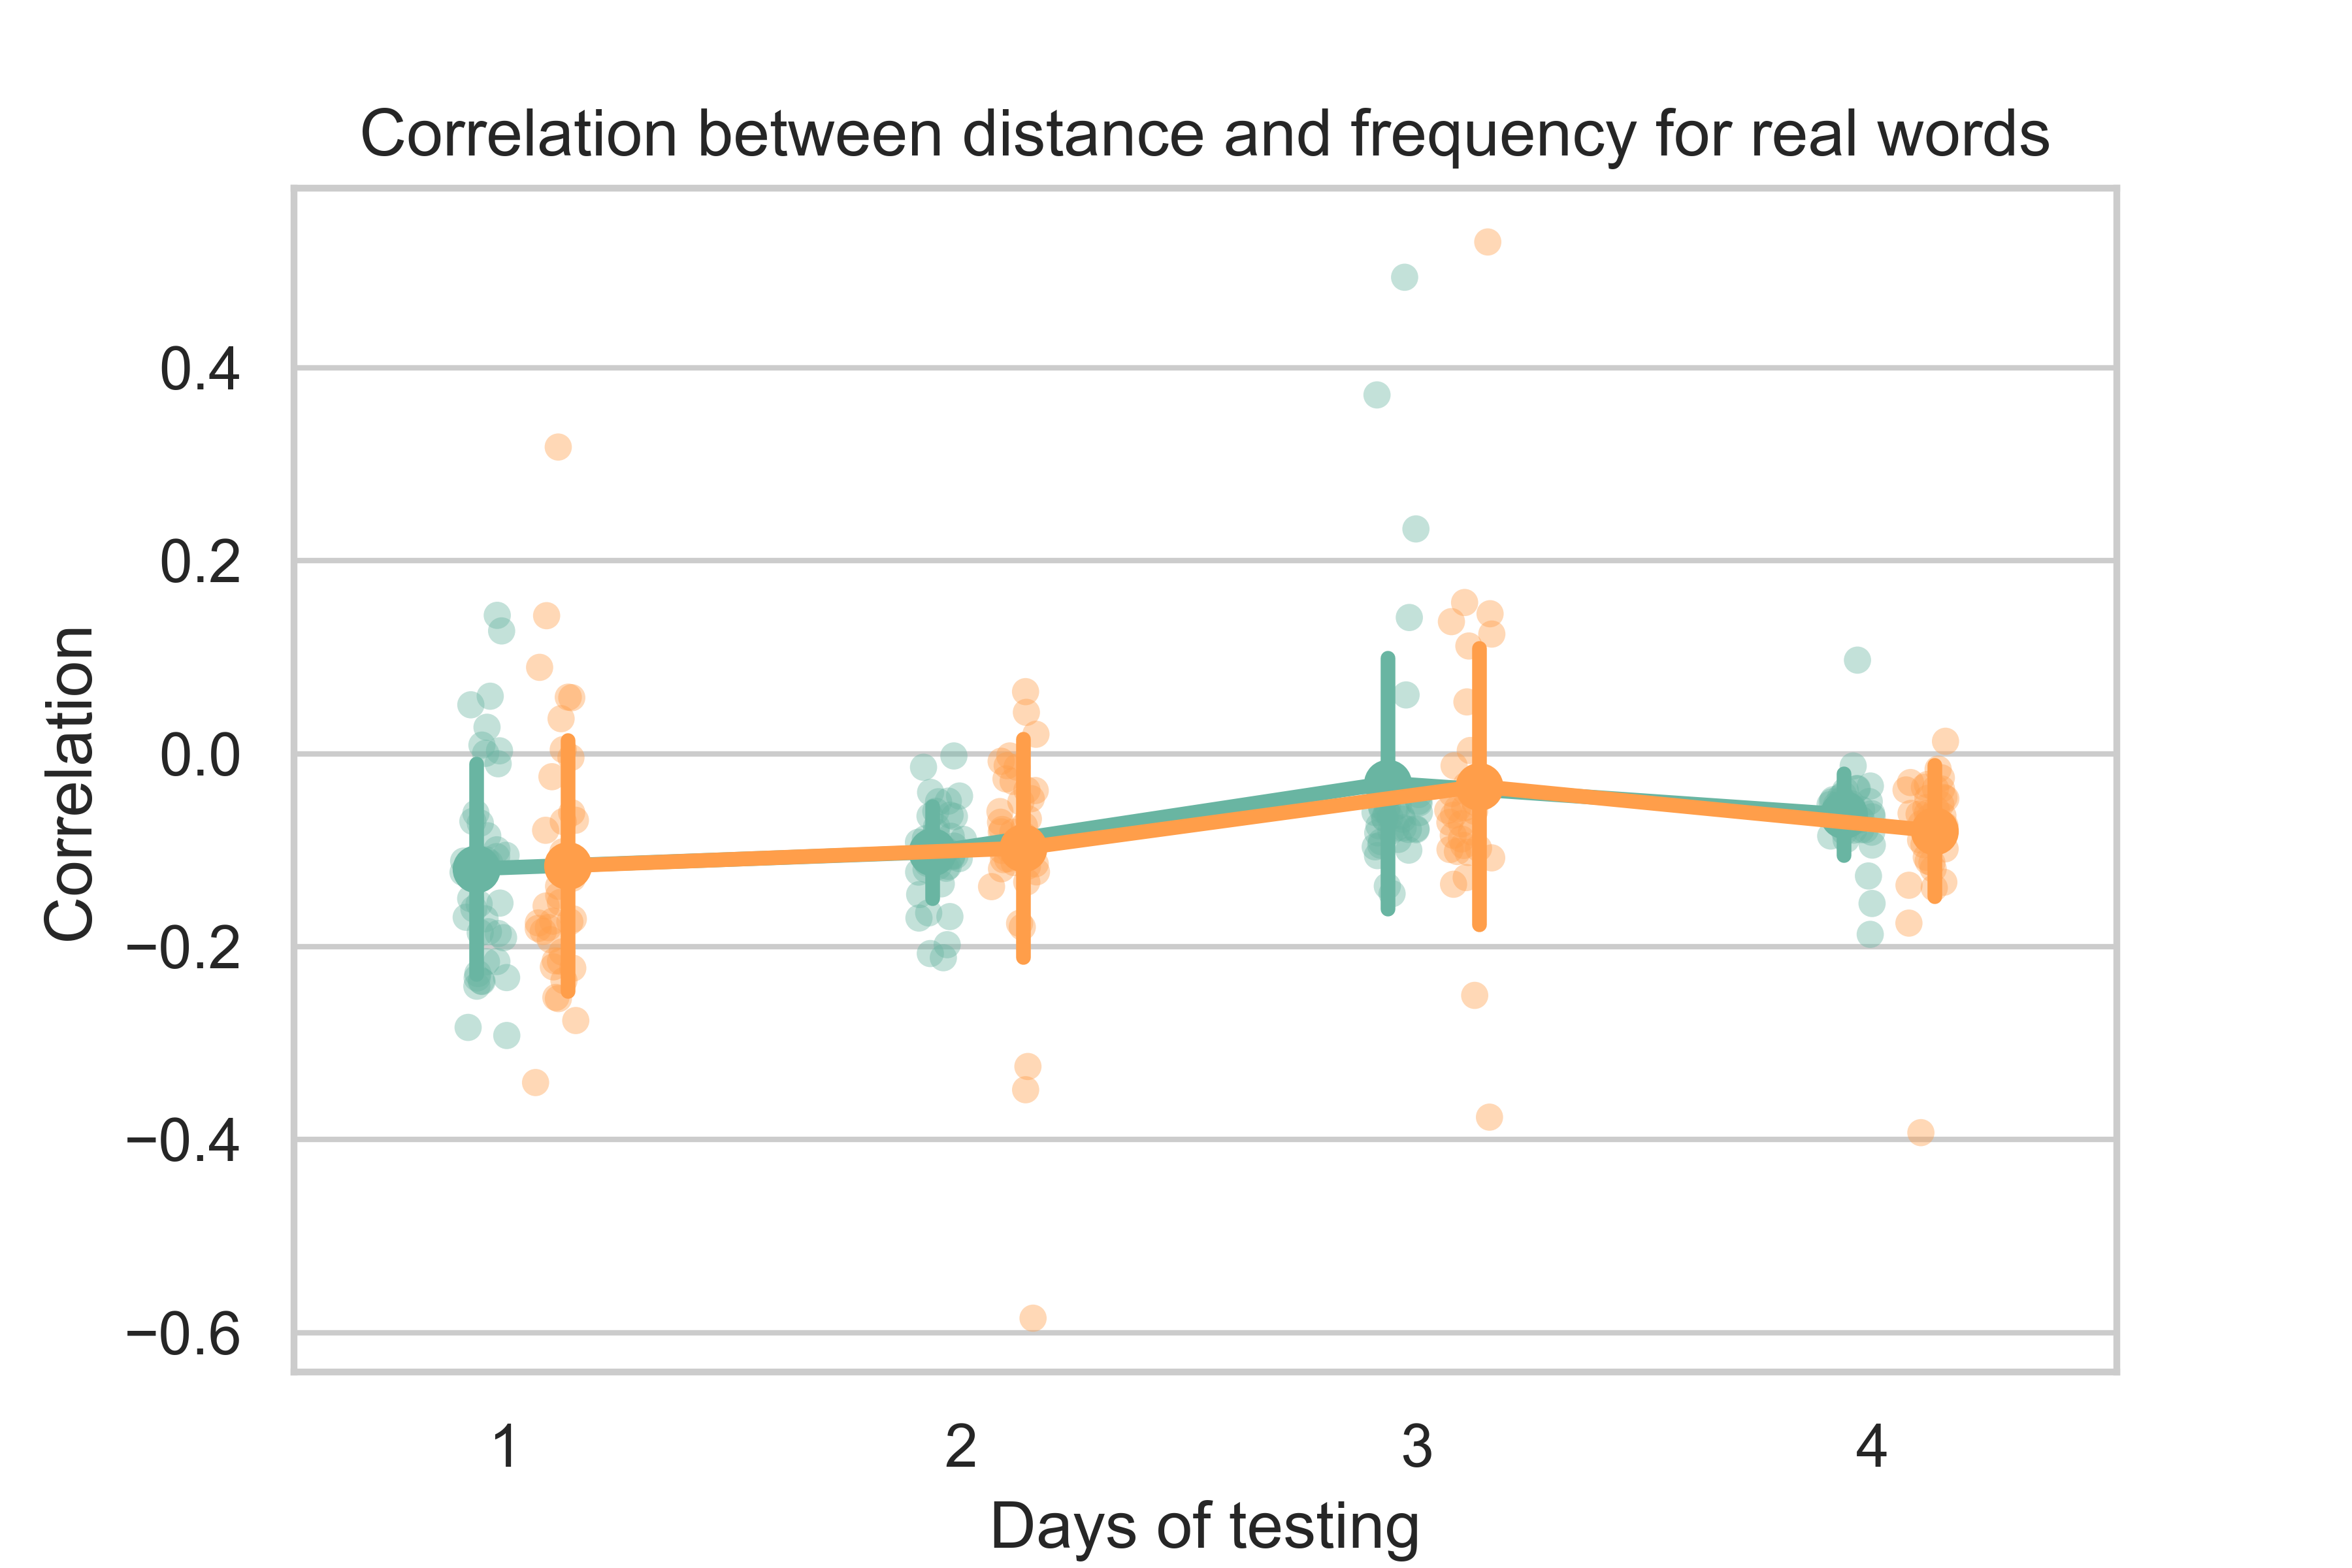 Correlation between distance and frequency for real words
Correlation
0.4
0.2
0.0
−0.2
−0.4
−0.6
1 2 3 4
Days of testing